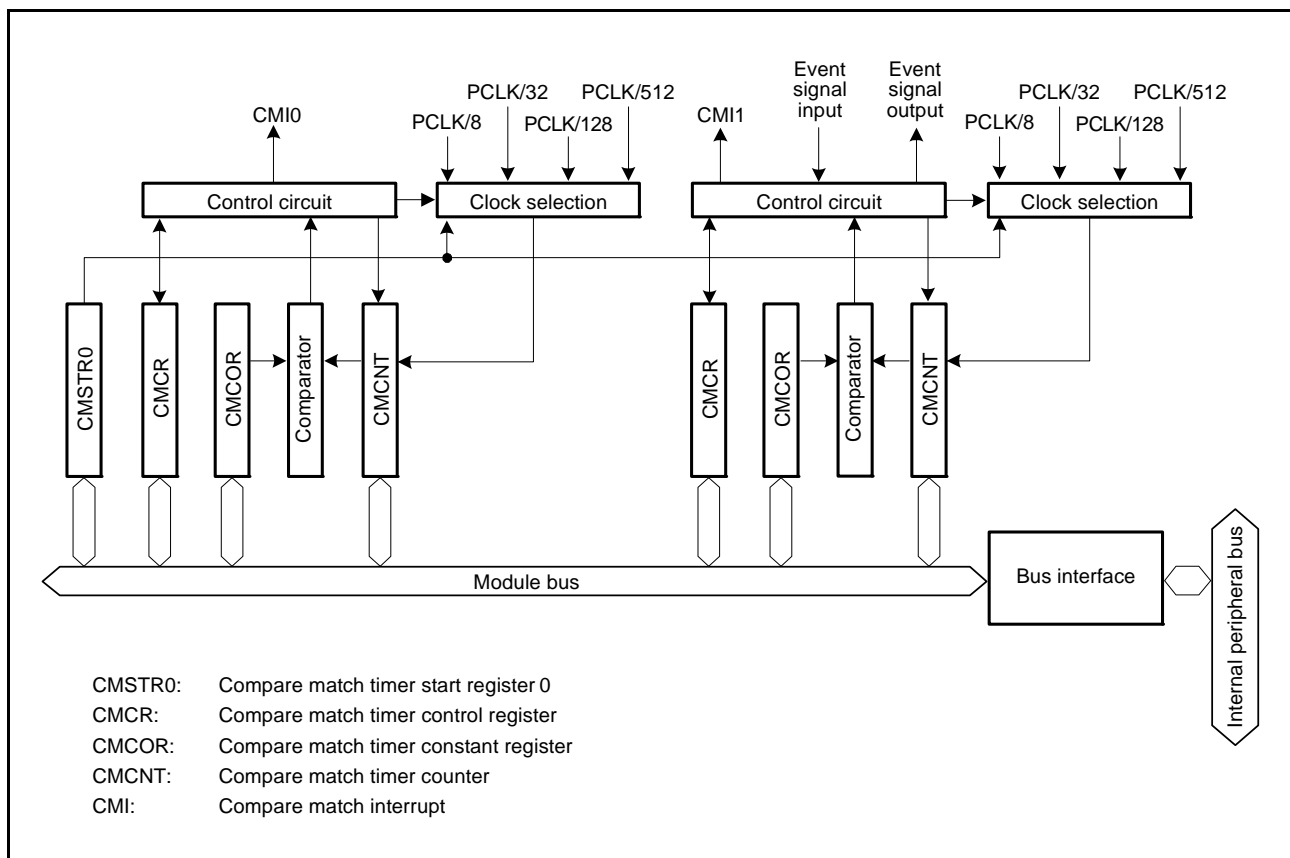 CMI0
PCLK/8
PCLK/32
PCLK/128
PCLK/512
CMI1
Event
signal
input
Event
signal
output
PCLK/8
PCLK/32
PCLK/128
PCLK/512
Control circuit
Clock selection
Control circuit
Clock selection
CMSTR0
CMCR
CMCOR
Comparator
CMCNT
CMCR
CMCOR
Comparator
CMCNT
Module bus
Bus interface
Internal peripheral bus
CMSTR0: Compare match timer start register 0
CMCR: Compare match timer control register
CMCOR: Compare match timer constant register
CMCNT: Compare match timer counter
CMI: Compare match interrupt